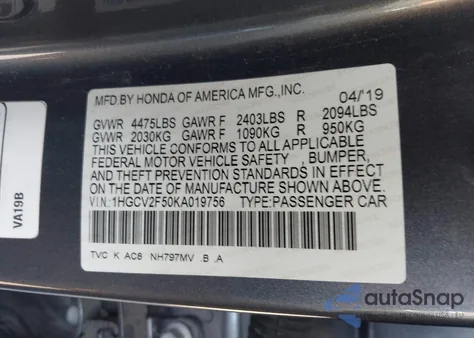 MFD.BY HONDA OF AMERICA MFG.,INC. 04/19
GVWR 4475LBS GAWR F 2403LBS R 2094LBS
GVWR 2030KG GAWR F 1090KG R 950KG
THIS VEHICLE CONFORMS TO ALL APPLICABLE
FEDERAL MOTOR VEHICLE SAFETY , BUMPER,
AND THEFT PREVENTION STANDARDS IN EFFECT
ON THE DATE OF MANUFACTURE SHOWN ABOVE.
V.I.N:1HGCV2F50KA019756 TYPE:PASSENGER CAR
TVC K AC8 NH797MV .B .A
VA19B
autoSnap